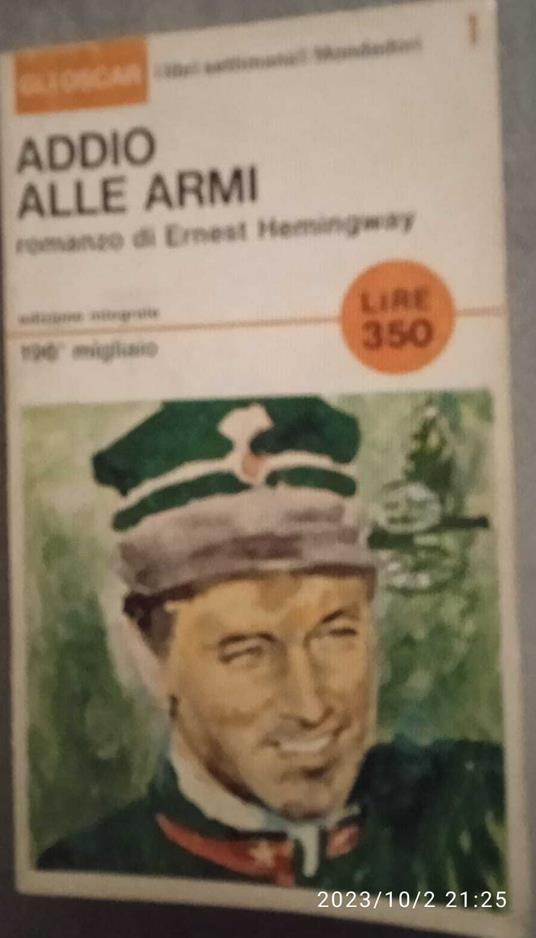 GLI OSCAR i libri settimanali Mondadori 1
ADDIO
ALLE ARMI
romanzo di Ernest Hemingway
edizione integrale
LIRE
350
196° migliaio
2023/10/2 21:25